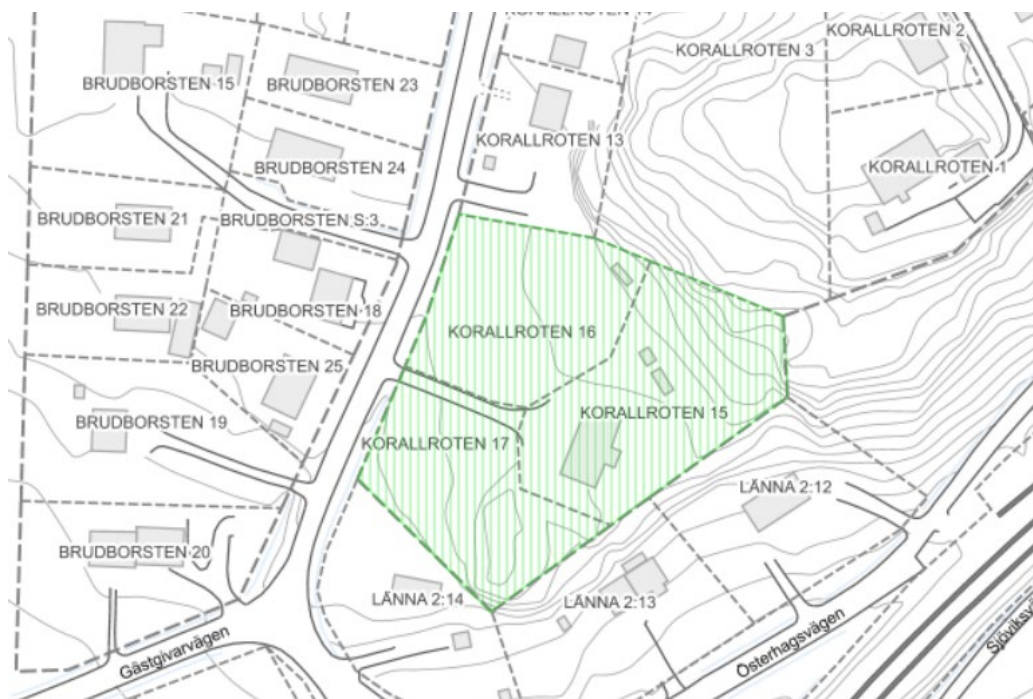 KORALLROTEN 14
KORALLROTEN 2
KORALLROTEN 3
BRUDBORSTEN 15
BRUDBORSTEN 23
KORALLROTEN 13
BRUDBORSTEN 24
KORALLROTEN 1
BRUDBORSTEN 21
BRUDBORSTEN S:3
BRUDBORSTEN 22
BRUDBORSTEN 18
KORALLROTEN 16
BRUDBORSTEN 25
BRUDBORSTEN 19
KORALLROTEN 15
KORALLROTEN 17
LÄNNA 2:12
BRUDBORSTEN 20
LÄNNA 2:14
LÄNNA 2:13
Gästgivarvägen
Österhagsvägen